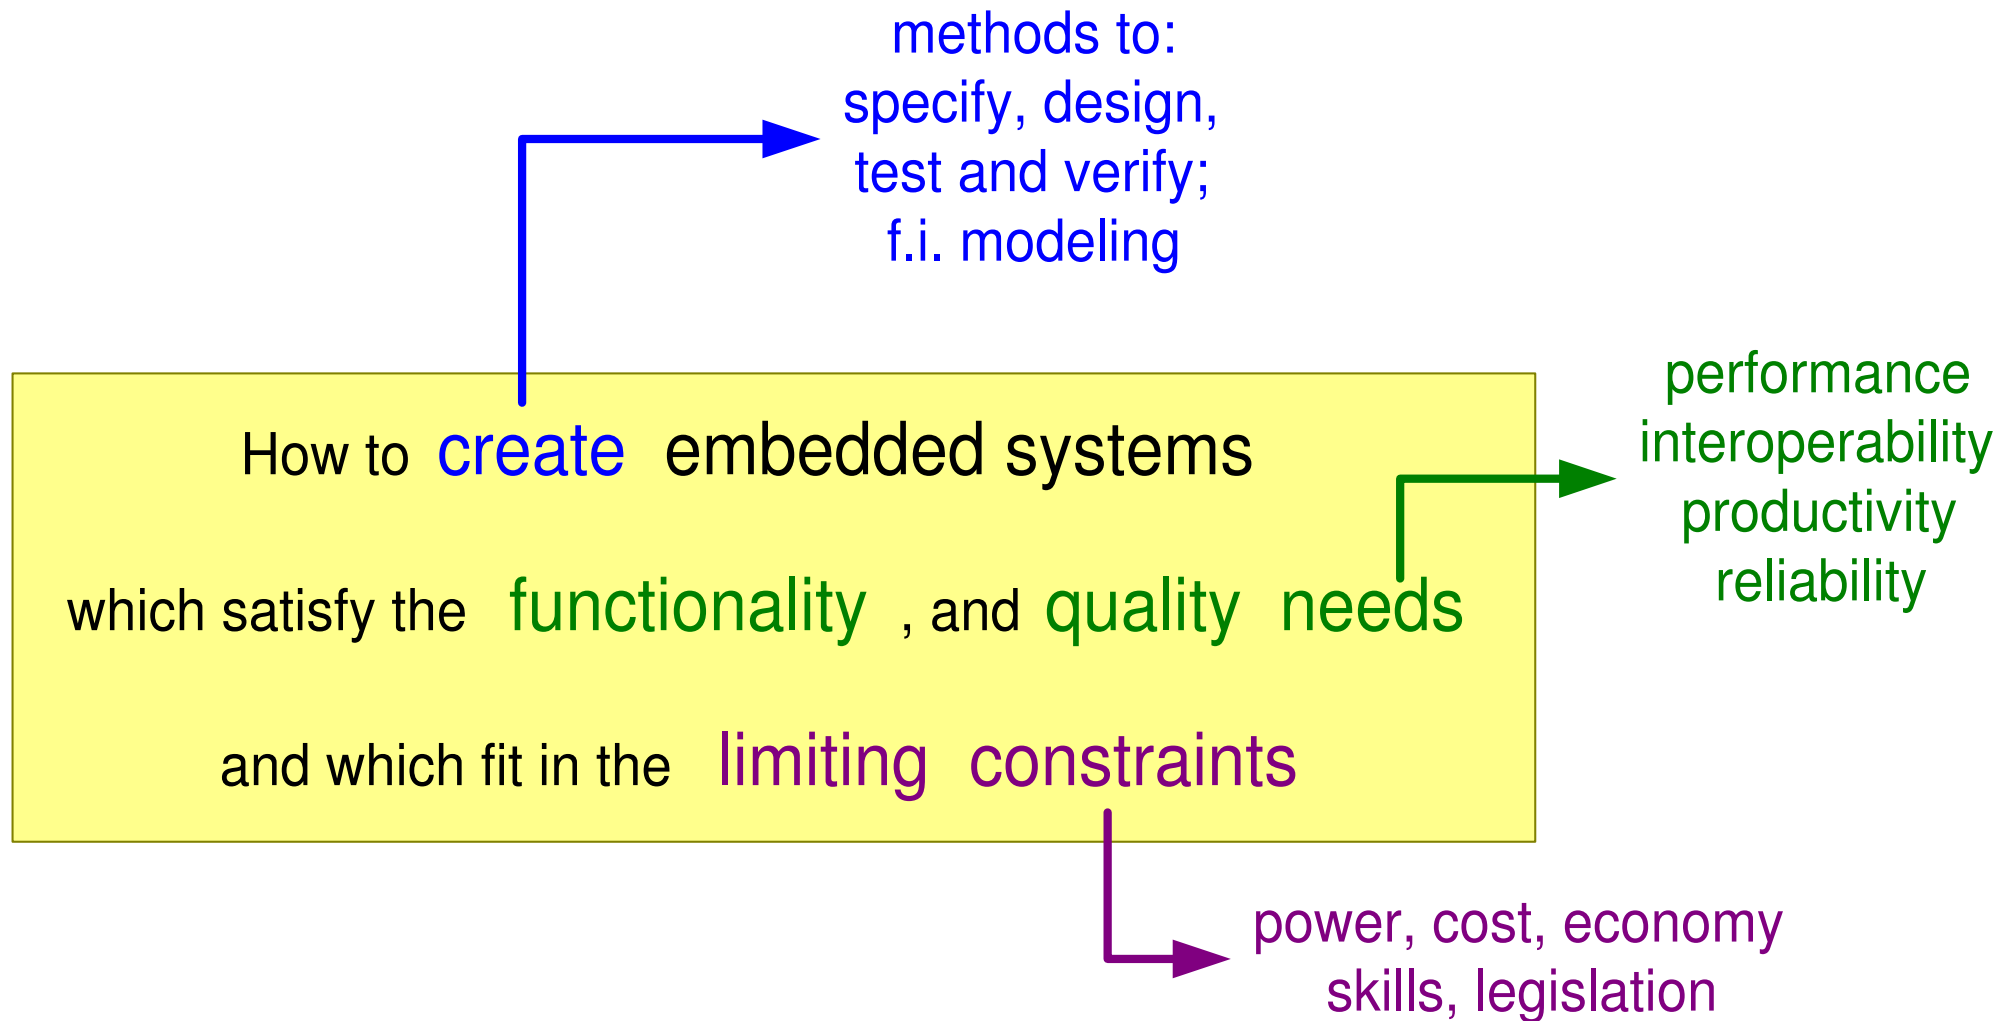 methods to:
specify, design,
test and verify;
f.i. modeling
How to create embedded systems
which satisfy the functionality , and quality needs
and which fit in the limiting constraints
performance
interoperability
productivity
reliability
power, cost, economy
skills, legislation